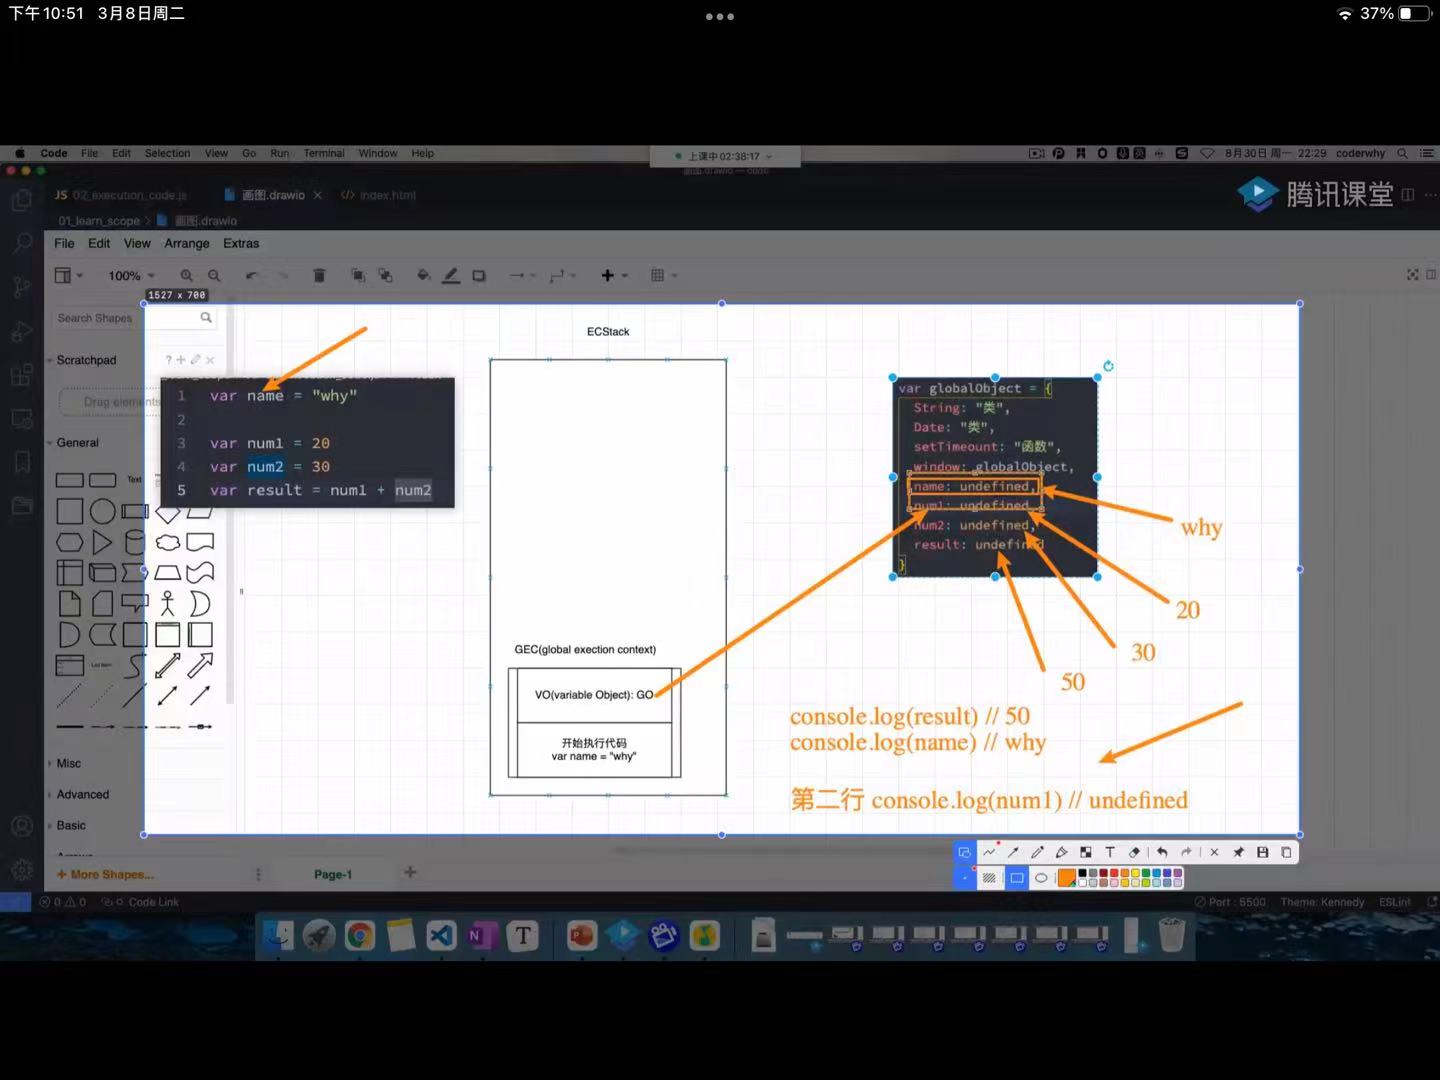 下午10:51 3月8日周二
37%
Code File Edit Selection View Go Run Terminal Window Help
上课中 02:38:17
8月30日 周一 22:29 coderwhy
JS 02_execution_code.js
画图.drawio
index.html
腾讯课堂
01_learn_scope > 画图.drawio
File Edit View Arrange Extras
100%
1527 x 700
Search Shapes
Scratchpad
Drag elements
General
Text
List Item
Misc
Advanced
Basic
+ More Shapes...
Page-1
ECStack
1 var name = "why"
2
3 var num1 = 20
4 var num2 = 30
5 var result = num1 + num2
GEC(global exection context)
VO(variable Object): GO
开始执行代码
var name = "why"
var globalObject = {
String: "类",
Date: "类",
setTimeout: "函数",
window: globalObject,
name: undefined,
num1: undefined,
num2: undefined,
result: undefined
}
why
20
30
50
console.log(result) // 50
console.log(name) // why
第二行 console.log(num1) // undefined
0 0 0 Code Link
Port : 5500 Theme: Kennedy ESLint